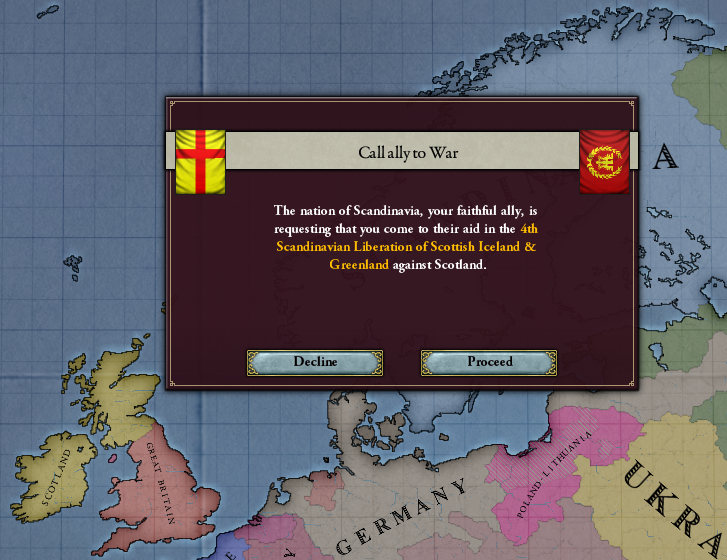 Call ally to War
A
The nation of Scandinavia, your faithful ally, is
requesting that you come to their aid in the 4th
Scandinavian Liberation of Scottish Iceland &
Greenland against Scotland.
Decline
Proceed
SCOTLAND
GREAT BRITAIN
GERMANY
POLAND-LITHUANIA
UKRA
E
Y